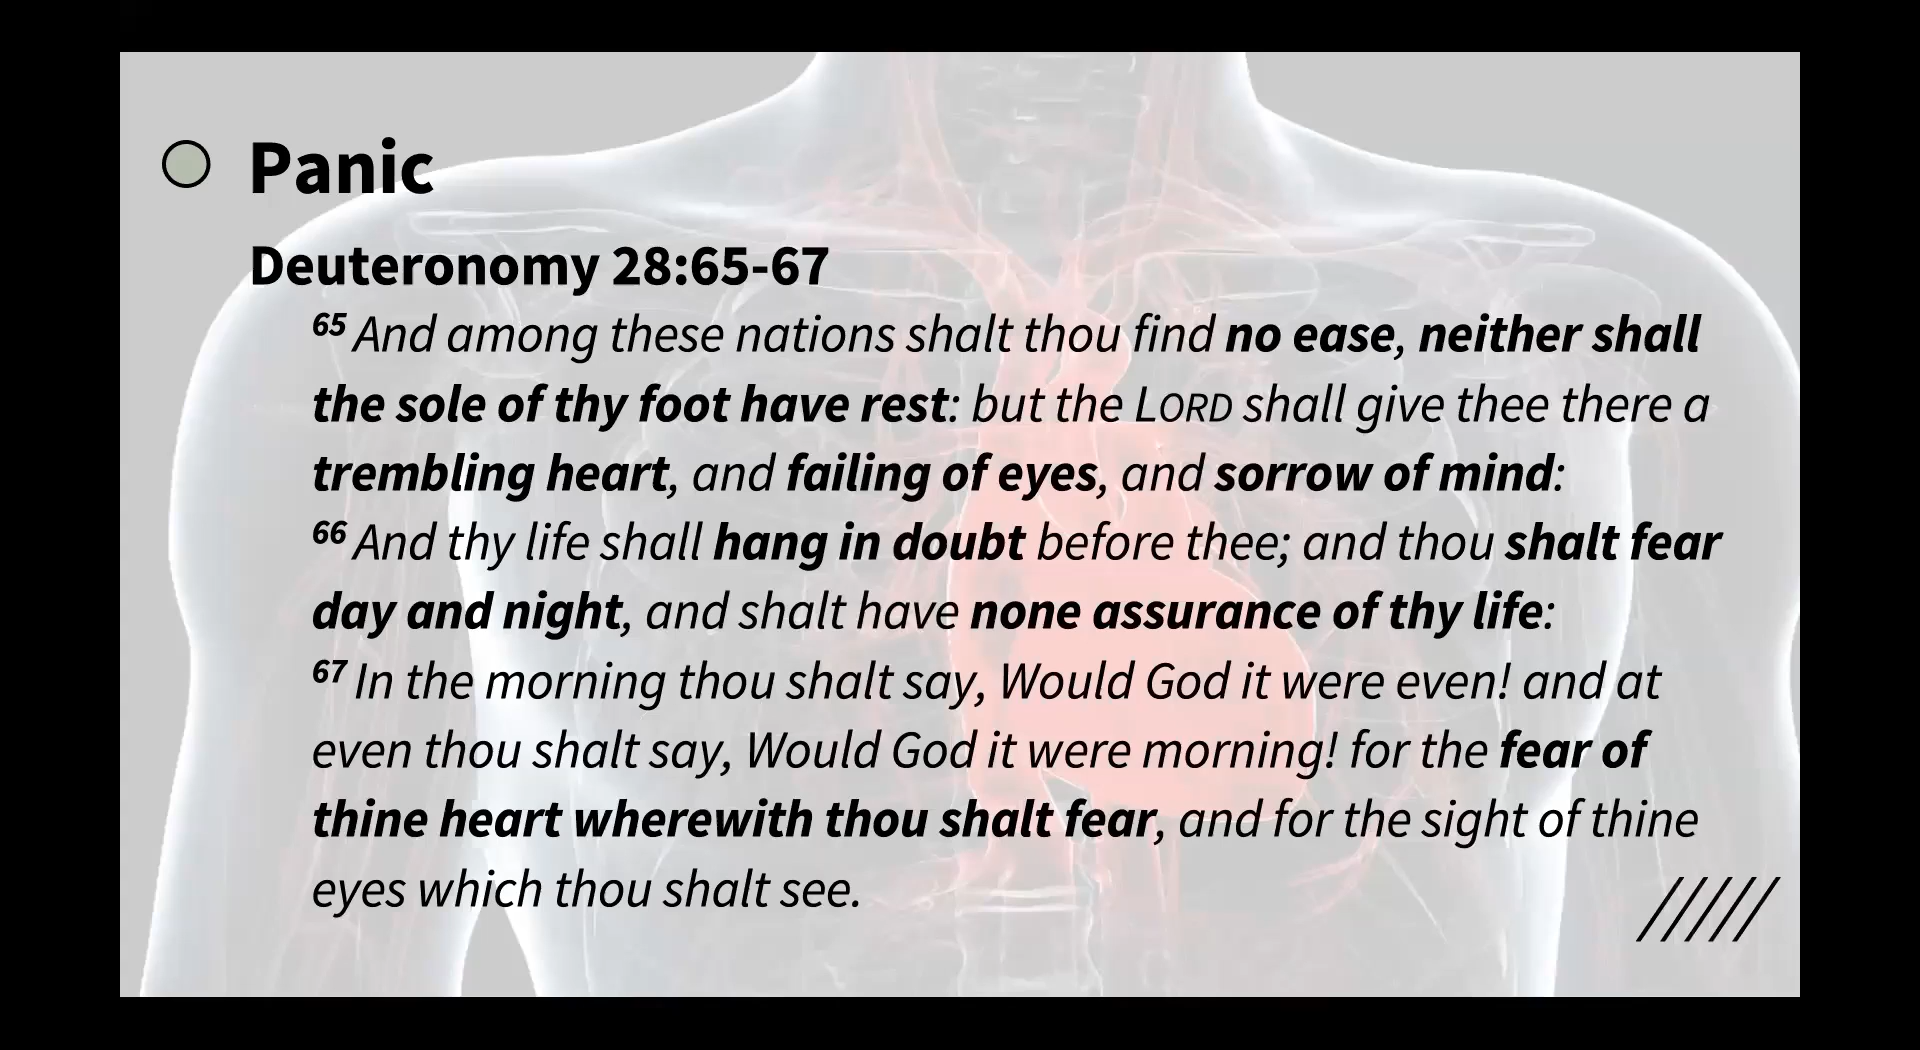 Panic
Deuteronomy 28:65-67
65 And among these nations shalt thou find no ease, neither shall
the sole of thy foot have rest: but the LORD shall give thee there a
trembling heart, and failing of eyes, and sorrow of mind:
66 And thy life shall hang in doubt before thee; and thou shalt fear
day and night, and shalt have none assurance of thy life:
67 In the morning thou shalt say, Would God it were even! and at
even thou shalt say, Would God it were morning! for the fear of
thine heart wherewith thou shalt fear, and for the sight of thine
eyes which thou shalt see.